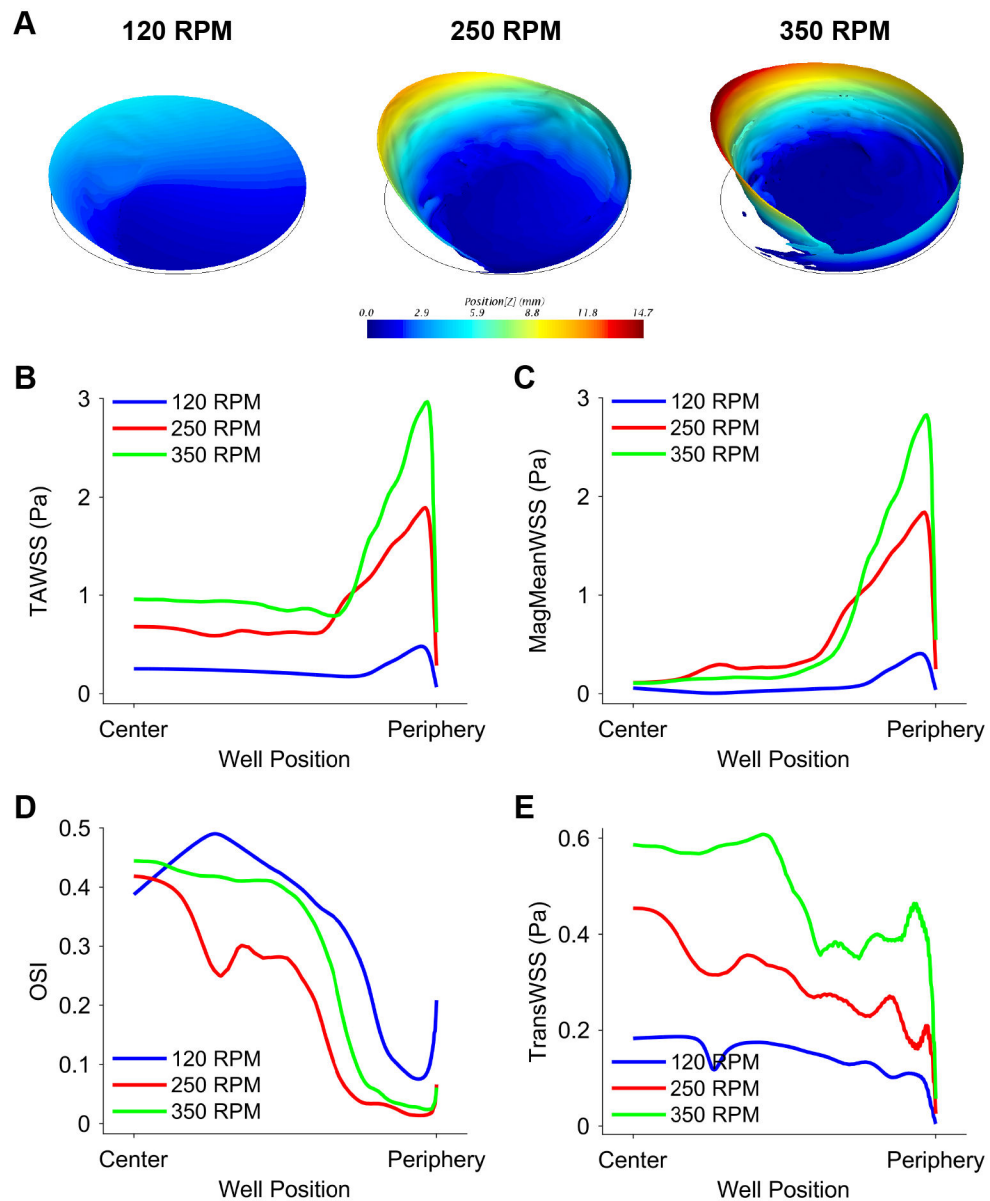 A
120 RPM 250 RPM 350 RPM
Position[Z] (mm)
0.0 2.9 5.9 8.8 11.8 14.7
B
120 RPM
250 RPM
350 RPM
3
2
1
0
TAWSS (Pa)
Center Periphery
Well Position
C
120 RPM
250 RPM
350 RPM
3
2
1
0
MagMeanWSS (Pa)
Center Periphery
Well Position
D
0.5
0.4
0.3
0.2
0.1
0
OSI
120 RPM
250 RPM
350 RPM
Center Periphery
Well Position
E
0.6
0.4
0.2
0
TransWSS (Pa)
120 RPM
250 RPM
350 RPM
Center Periphery
Well Position